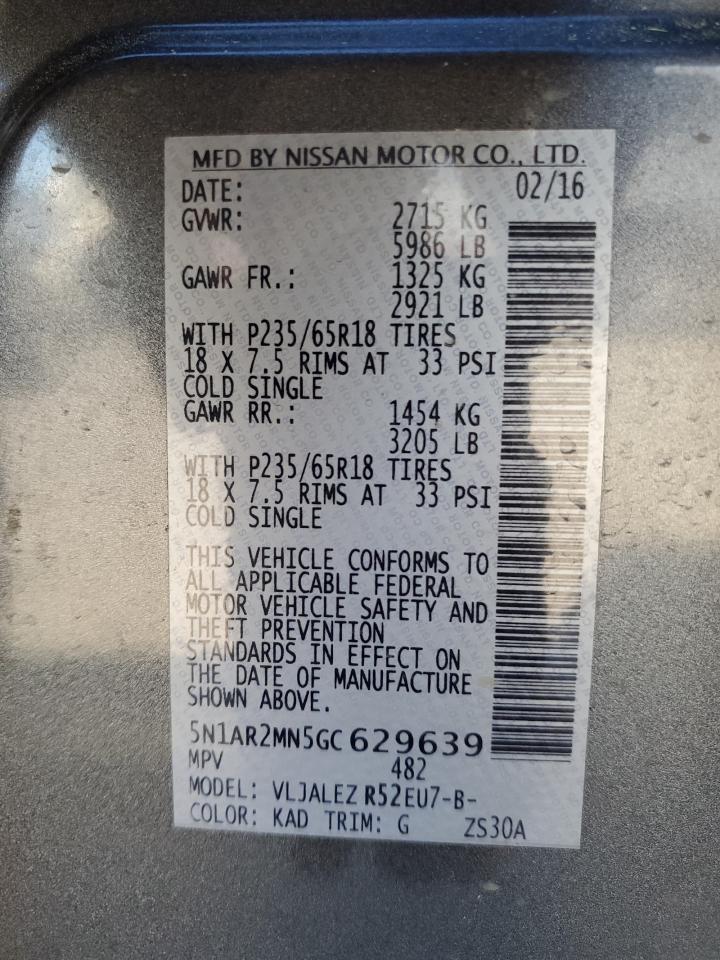 MFD BY NISSAN MOTOR CO., LTD.
DATE: 02/16
GVWR: 2715 KG
5986 LB
GAWR FR.: 1325 KG
2921 LB
WITH P235/65R18 TIRES
18 X 7.5 RIMS AT 33 PSI
COLD SINGLE
GAWR RR.: 1454 KG
3205 LB
WITH P235/65R18 TIRES
18 X 7.5 RIMS AT 33 PSI
COLD SINGLE
THIS VEHICLE CONFORMS TO
ALL APPLICABLE FEDERAL
MOTOR VEHICLE SAFETY AND
THEFT PREVENTION
STANDARDS IN EFFECT ON
THE DATE OF MANUFACTURE
SHOWN ABOVE.
5N1AR2MN5GC629639
MPV 482
MODEL: VLJALEZ R52EU7-B-
COLOR: KAD TRIM: G ZS30A